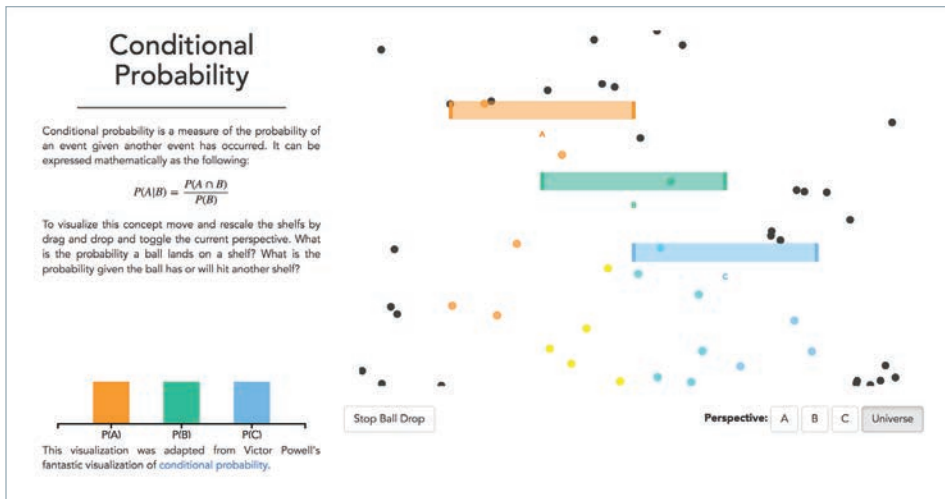 Conditional
Probability
Conditional probability is a measure of the probability of
an event given another event has occurred. It can be
expressed mathematically as the following:
P(A|B) = P(A ∩ B) / P(B)
To visualize this concept move and rescale the shelfs by
drag and drop and toggle the current perspective. What
is the probability a ball lands on a shelf? What is the
probability given the ball has or will hit another shelf?
P(A) P(B) P(C)
This visualization was adapted from Victor Powell's
fantastic visualization of conditional probability.
A
B
C
Stop Ball Drop
Perspective: A B C Universe